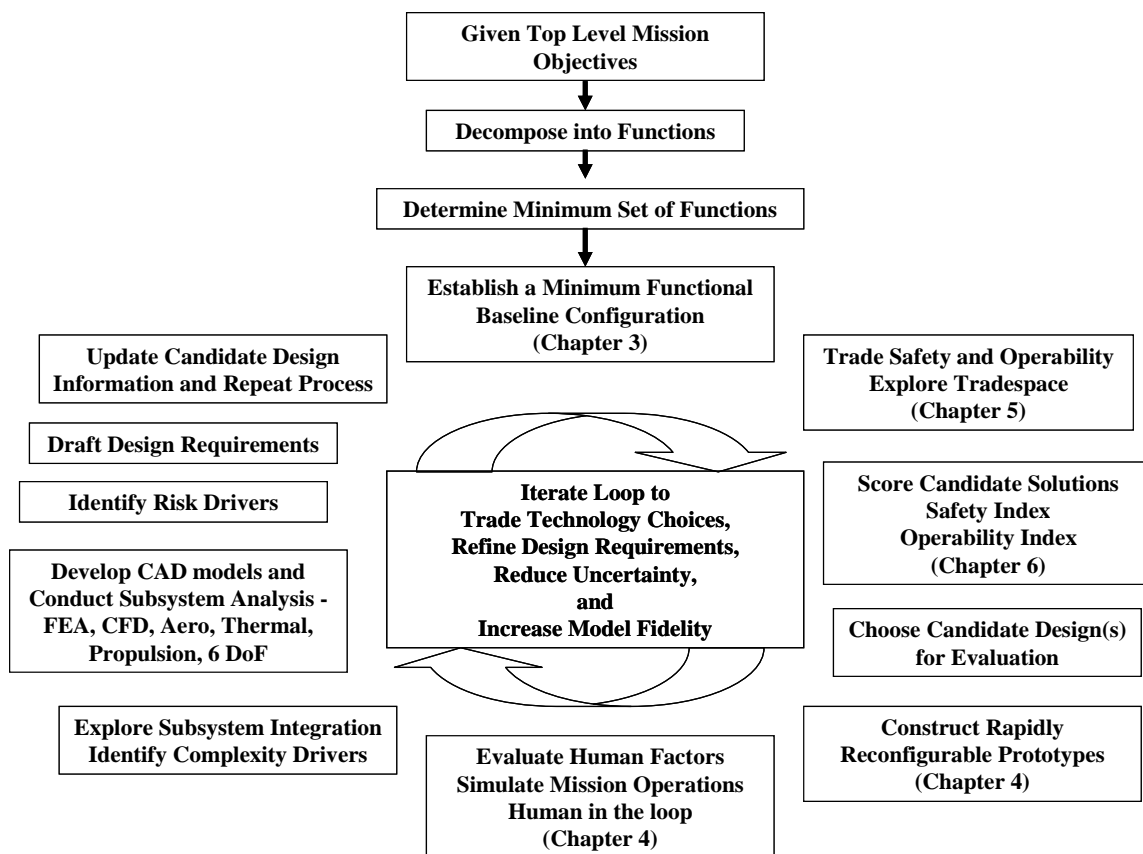 Given Top Level Mission
Objectives
Decompose into Functions
Determine Minimum Set of Functions
Establish a Minimum Functional
Baseline Configuration
(Chapter 3)
Trade Safety and Operability
Explore Tradespace
(Chapter 5)
Score Candidate Solutions
Safety Index
Operability Index
(Chapter 6)
Choose Candidate Design(s)
for Evaluation
Construct Rapidly
Reconfigurable Prototypes
(Chapter 4)
Evaluate Human Factors
Simulate Mission Operations
Human in the loop
(Chapter 4)
Explore Subsystem Integration
Identify Complexity Drivers
Develop CAD models and
Conduct Subsystem Analysis -
FEA, CFD, Aero, Thermal,
Propulsion, 6 DoF
Identify Risk Drivers
Draft Design Requirements
Update Candidate Design
Information and Repeat Process
Iterate Loop to
Trade Technology Choices,
Refine Design Requirements,
Reduce Uncertainty,
and
Increase Model Fidelity